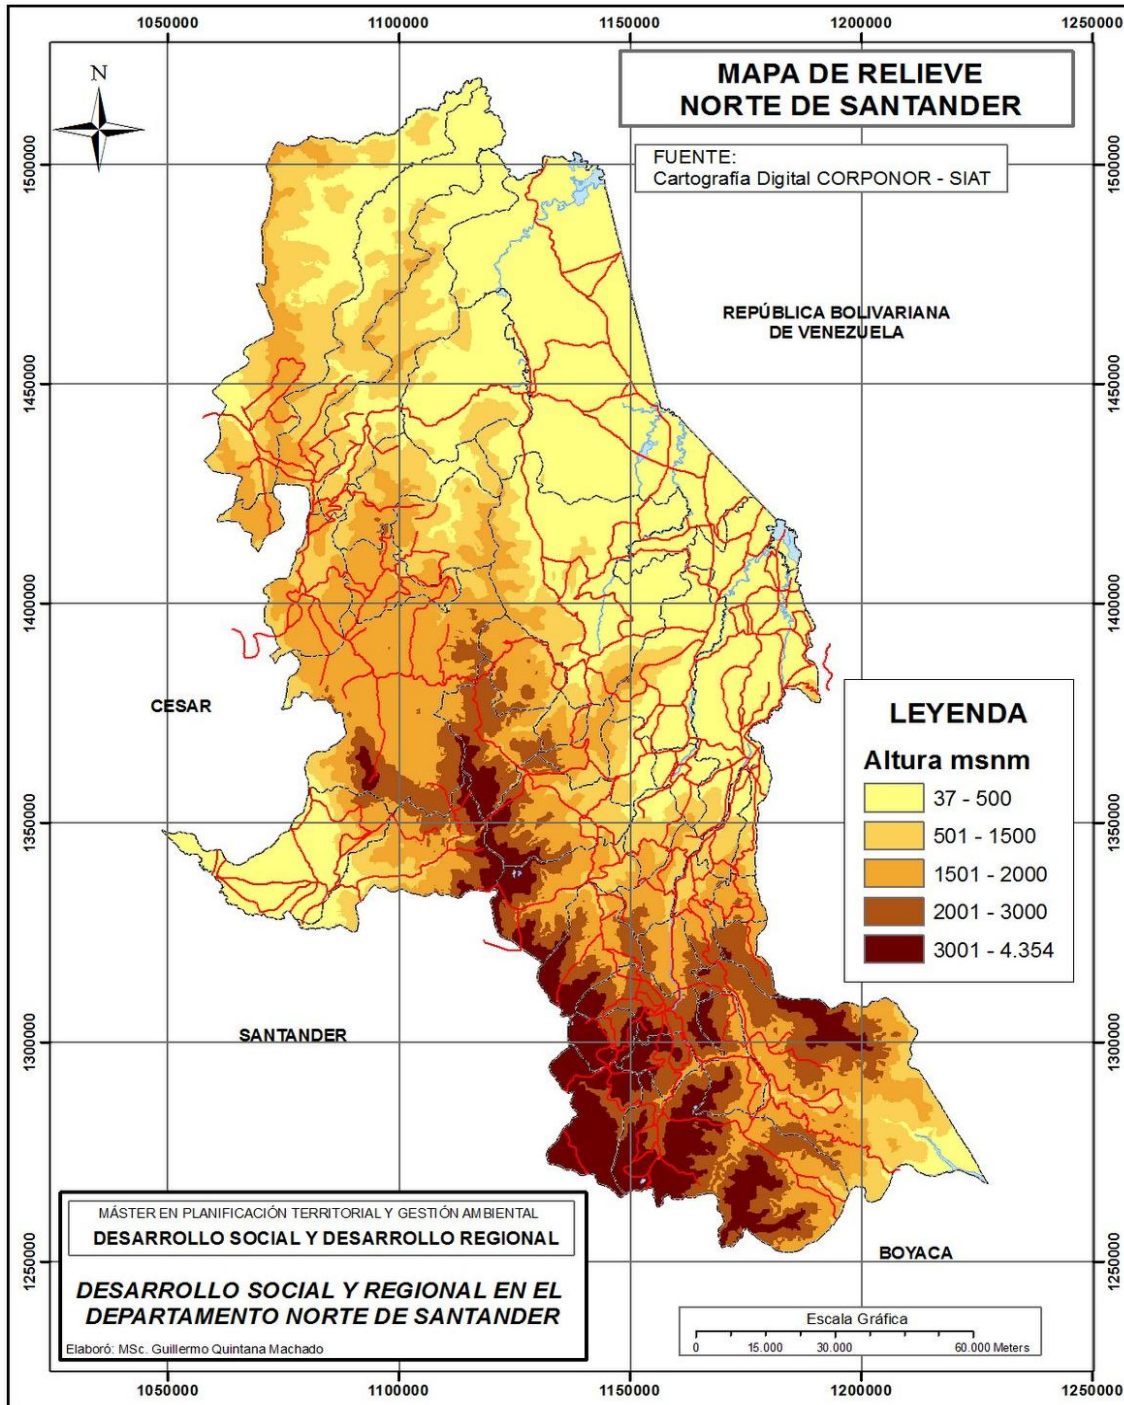 1050000
1100000
1150000
1200000
1250000
MAPA DE RELIEVE
NORTE DE SANTANDER
N
FUENTE:
Cartografía Digital CORPONOR - SIAT
1500000
1500000
REPÚBLICA BOLIVARIANA
DE VENEZUELA
1450000
1450000
1400000
1400000
CESAR
LEYENDA
Altura msnm
37 - 500
501 - 1500
1501 - 2000
2001 - 3000
3001 - 4.354
1350000
1350000
SANTANDER
1300000
1300000
MÁSTER EN PLANIFICACIÓN TERRITORIAL Y GESTIÓN AMBIENTAL
DESARROLLO SOCIAL Y DESARROLLO REGIONAL
DESARROLLO SOCIAL Y REGIONAL EN EL
DEPARTAMENTO NORTE DE SANTANDER
Elaboró: MSc. Guillermo Quintana Machado
BOYACA
1250000
1250000
Escala Gráfica
0 15.000 30.000 60.000 Meters
1050000
1100000
1150000
1200000
1250000